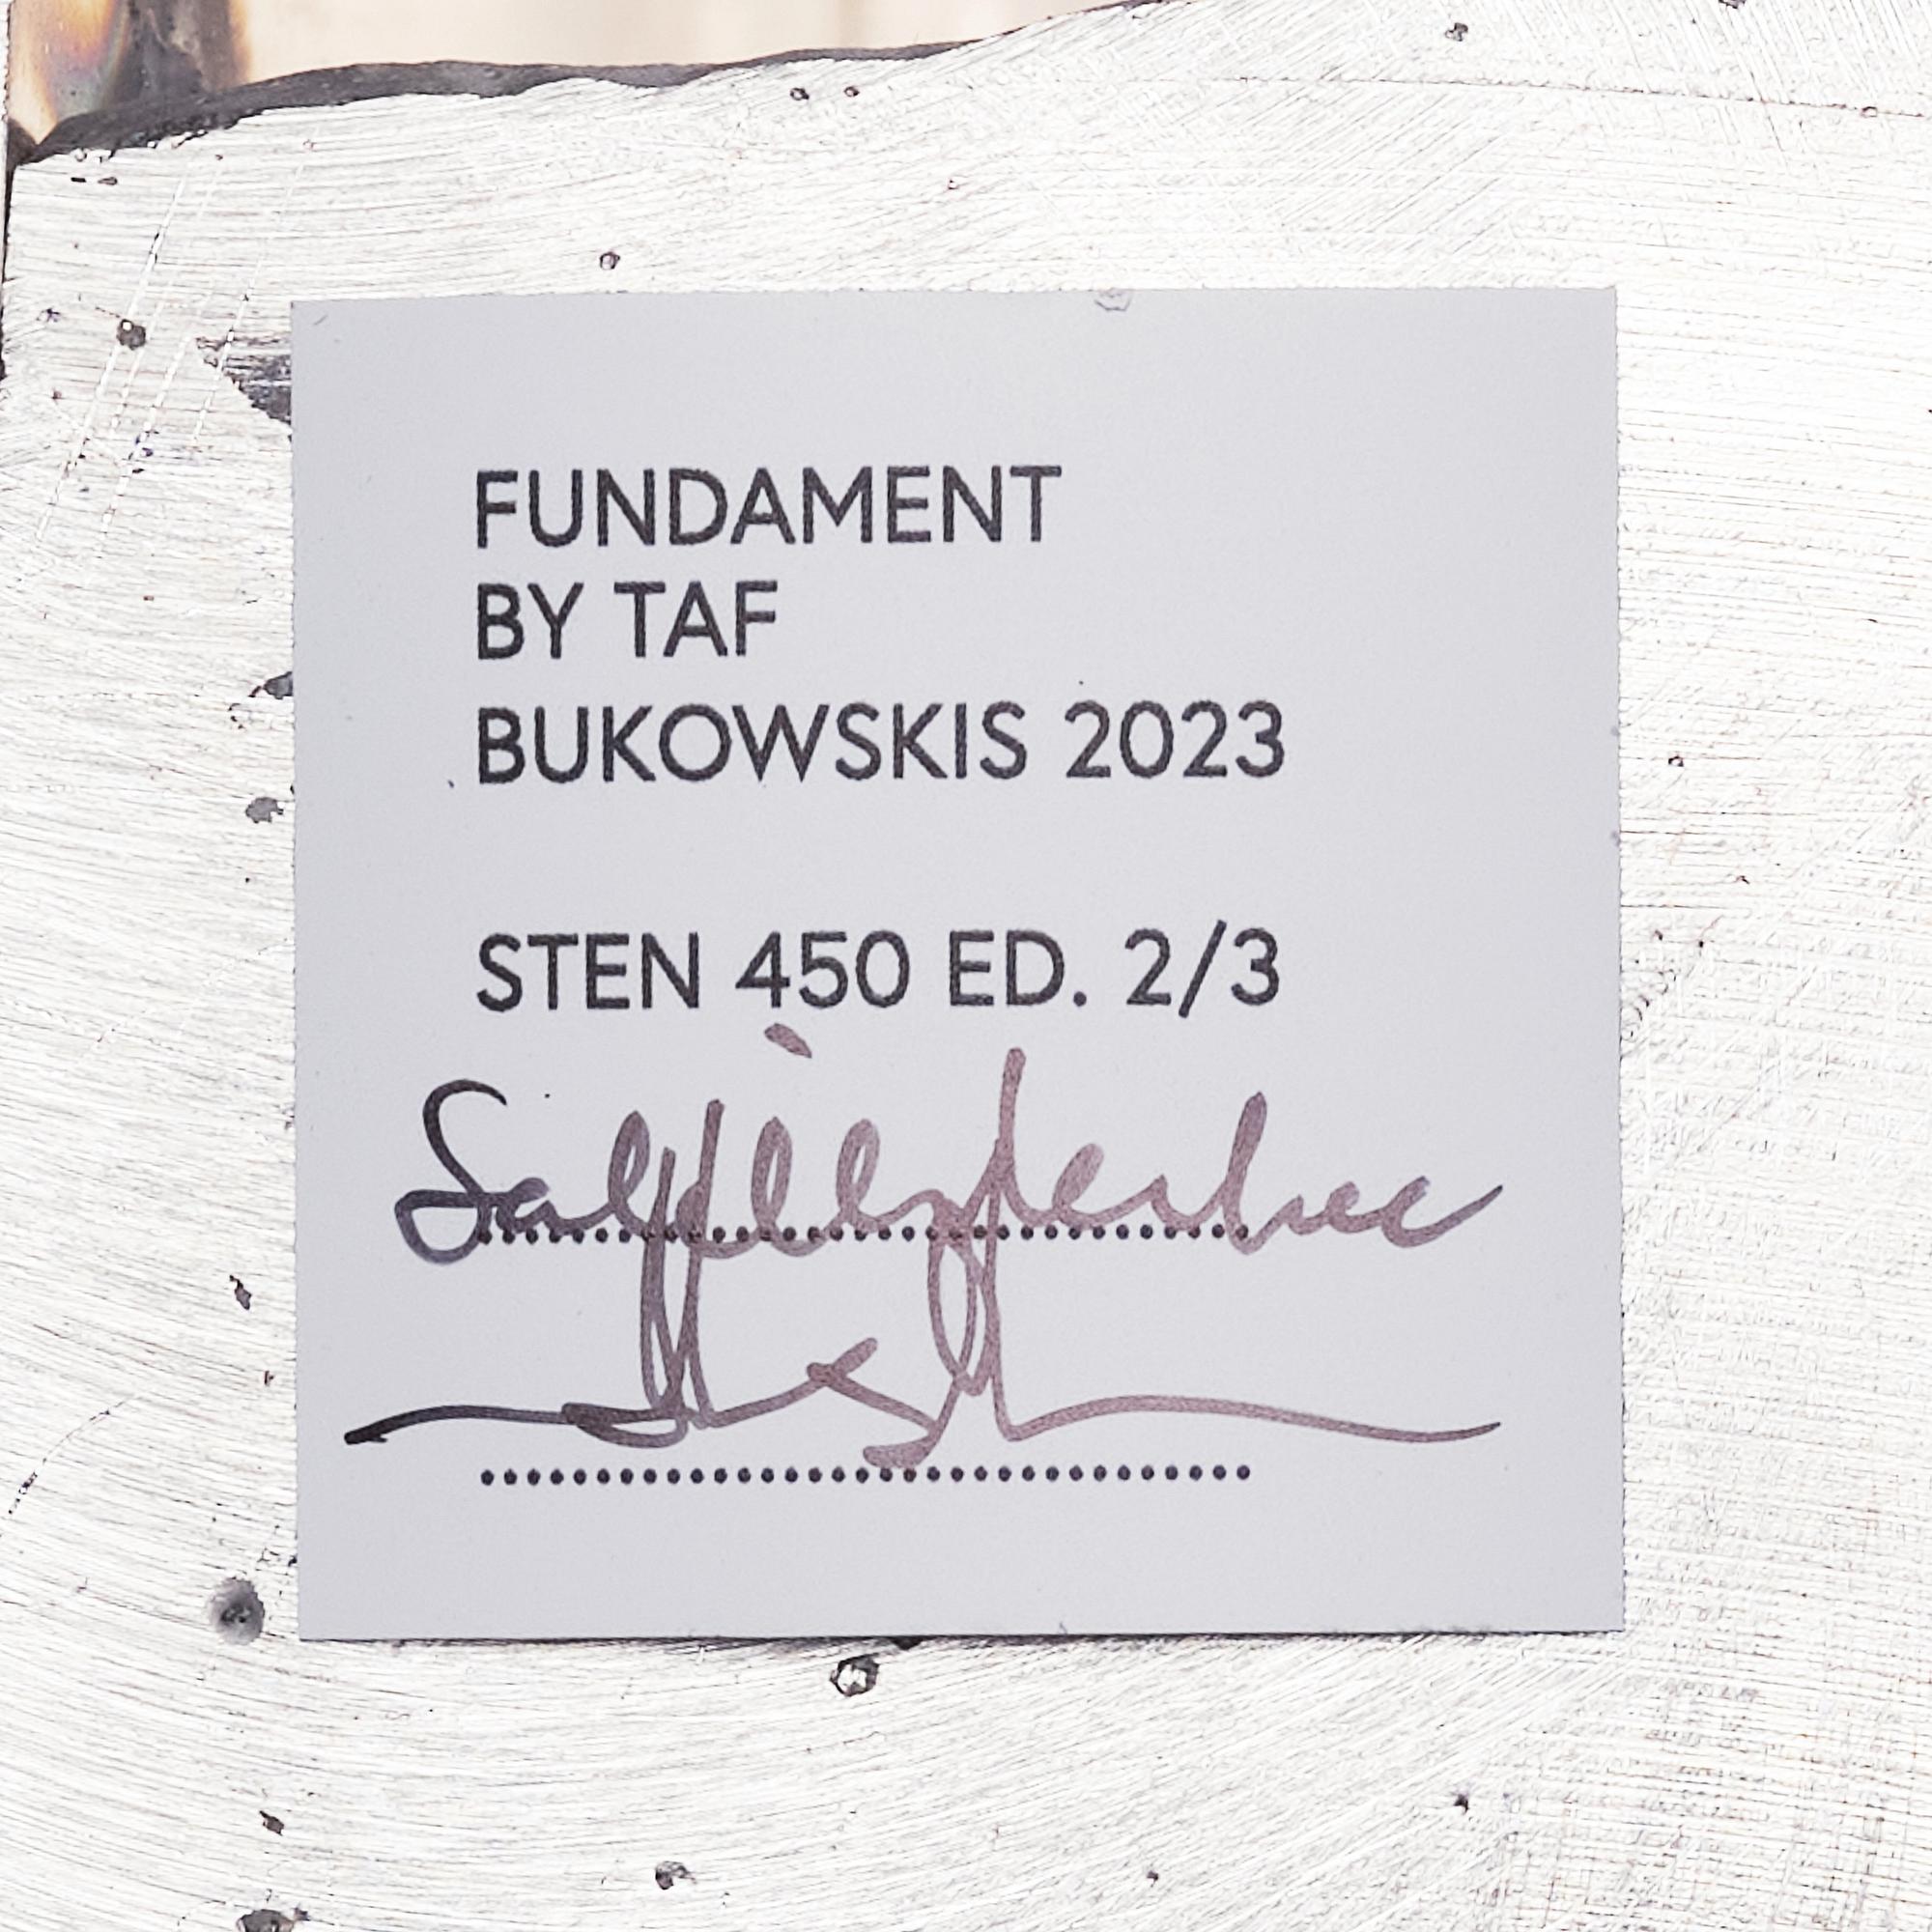 FUNDAMENT
BY TAF
BUKOWSKIS 2023
STEN 450 ED. 2/3